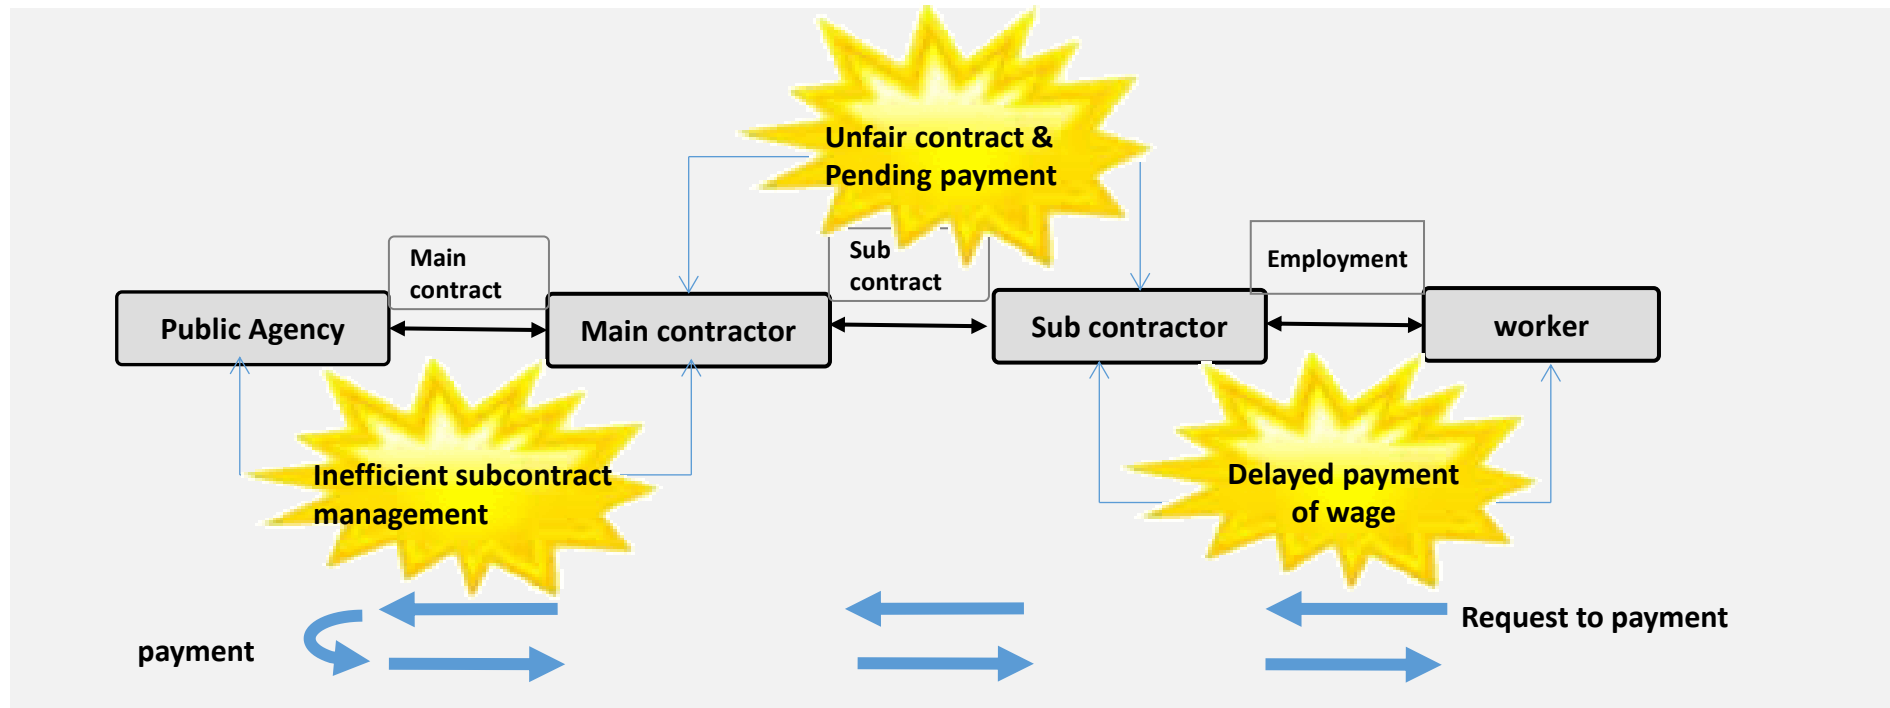 Unfair contract &
Pending payment
Main
contract
Sub
contract
Employment
Public Agency
Main contractor
Sub contractor
worker
Inefficient subcontract
management
Delayed payment
of wage
Request to payment
payment